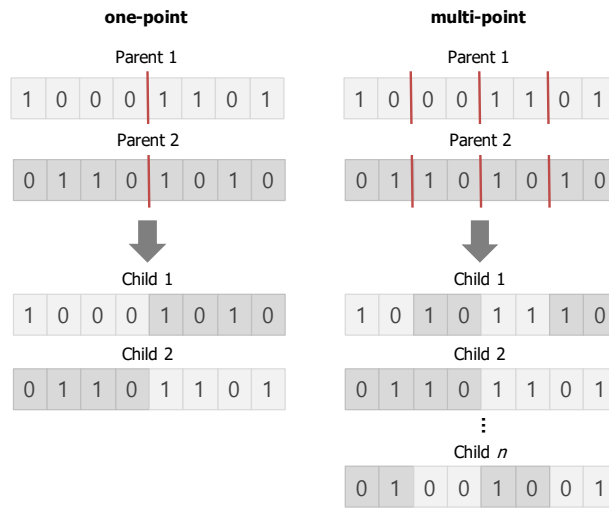 one-point
Parent 1
1 0 0 0 1 1 0 1
Parent 2
0 1 1 0 1 0 1 0
Child 1
1 0 0 0 1 0 1 0
Child 2
0 1 1 0 1 1 0 1
multi-point
Parent 1
1 0 0 0 1 1 0 1
Parent 2
0 1 1 0 1 0 1 0
Child 1
1 0 1 0 1 1 1 0
Child 2
0 1 1 0 1 1 0 1
⋮
Child n
0 1 0 0 1 0 0 1